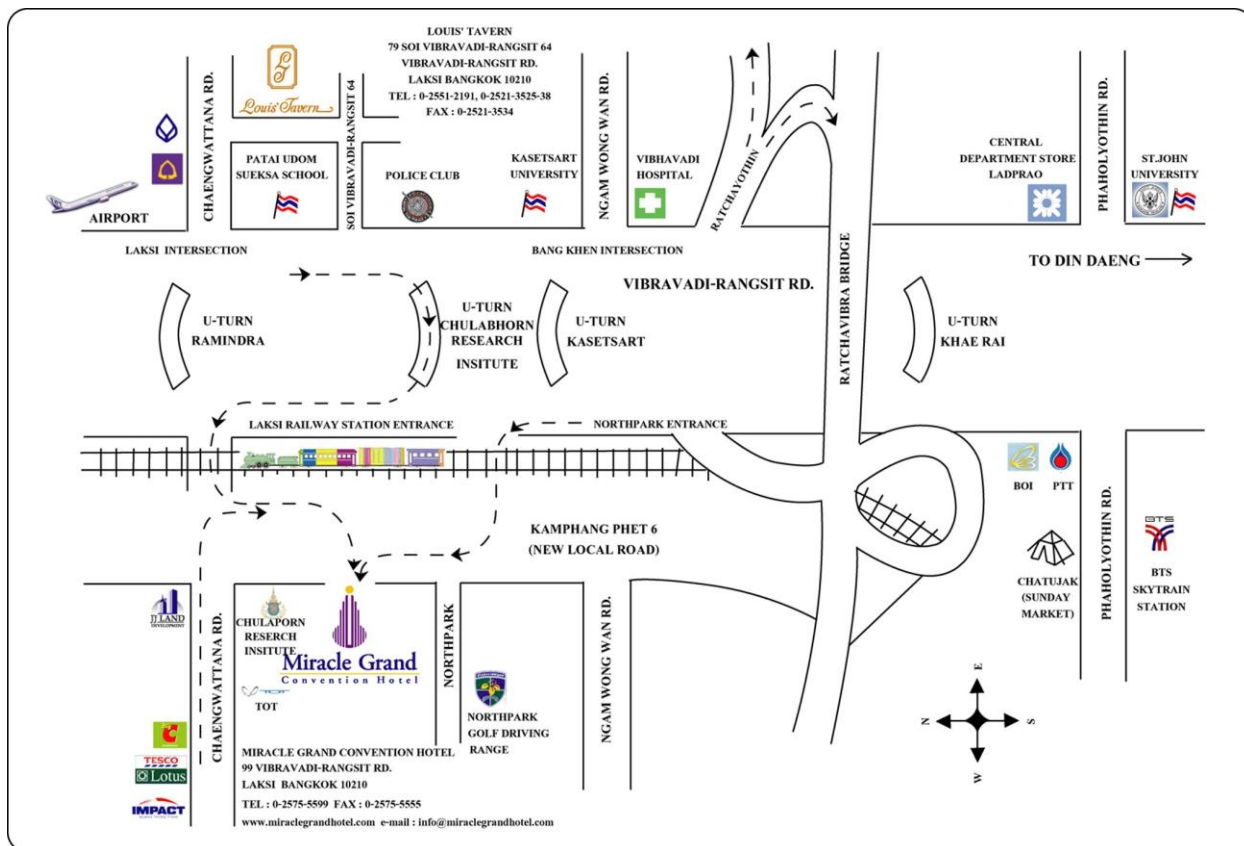 LOUIS' TAVERN
79 SOI VIBRAVADI-RANGSIT 64
VIBRAVADI-RANGSIT RD.
LAKSI BANGKOK 10210
TEL : 0-2551-2191, 0-2521-3525-38
FAX : 0-2521-3534
Louis' Tavern
CHAENGWATTANA RD.
SOI VIBRAVADI-RANGSIT 64
NGAM WONG WAN RD.
PHAHOLYOTHIN RD.
AIRPORT
PATAI UDOM
SUEKSA SCHOOL
POLICE CLUB
KASETSART
UNIVERSITY
VIBHAVADI
HOSPITAL
RATCHAYOTHIN
CENTRAL
DEPARTMENT STORE
LADPRAO
ST.JOHN
UNIVERSITY
LAKSI INTERSECTION
BANG KHEN INTERSECTION
VIBRAVADI-RANGSIT RD.
TO DIN DAENG
RATCHAVIBRA BRIDGE
U-TURN
RAMINDRA
U-TURN
CHULABHORN
RESEARCH
INSITUTE
U-TURN
KASETSART
U-TURN
KHAE RAI
LAKSI RAILWAY STATION ENTRANCE
NORTHPARK ENTRANCE
BOI
PTT
KAMPHANG PHET 6
(NEW LOCAL ROAD)
CHATUJAK
(SUNDAY
MARKET)
PHAHOLYOTHIN RD.
BTS
BTS
SKYTRAIN
STATION
JJ LAND
DEVELOPMENT
CHAENGWATTANA RD.
CHULAPORN
RESERCH
INSITUTE
Miracle Grand
Convention Hotel
TOT
NORTHPARK
NORTHPARK
GOLF DRIVING
RANGE
NGAM WONG WAN RD.
E
N
S
W
TESCO
Lotus
IMPACT
MIRACLE GRAND CONVENTION HOTEL
99 VIBRAVADI-RANGSIT RD.
LAKSI BANGKOK 10210
TEL : 0-2575-5599 FAX : 0-2575-5555
www.miraclegrandhotel.com e-mail : info@miraclegrandhotel.com